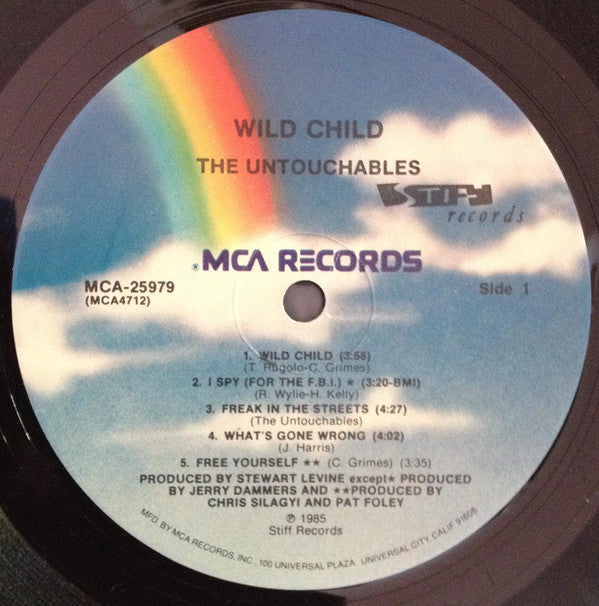 WILD CHILD
THE UNTOUCHABLES
STIFF
records
® MCA RECORDS
MCA-25979
(MCA4712)
Side 1
1. WILD CHILD (3:58)
(T. Rugolo-C. Grimes)
2. I SPY (FOR THE F.B.I.) ★ (3:20-BMI)
(R. Wylie-H. Kelly)
3. FREAK IN THE STREETS (4:27)
(The Untouchables)
4. WHAT'S GONE WRONG (4:02)
(J. Harris)
5. FREE YOURSELF ★★ (C. Grimes) (3:35)
PRODUCED BY STEWART LEVINE except★ PRODUCED
BY JERRY DAMMERS AND ★★PRODUCED BY
CHRIS SILAGYI AND PAT FOLEY
℗ 1985
Stiff Records
MFD. BY MCA RECORDS, INC., 100 UNIVERSAL PLAZA, UNIVERSAL CITY, CALIF 91608